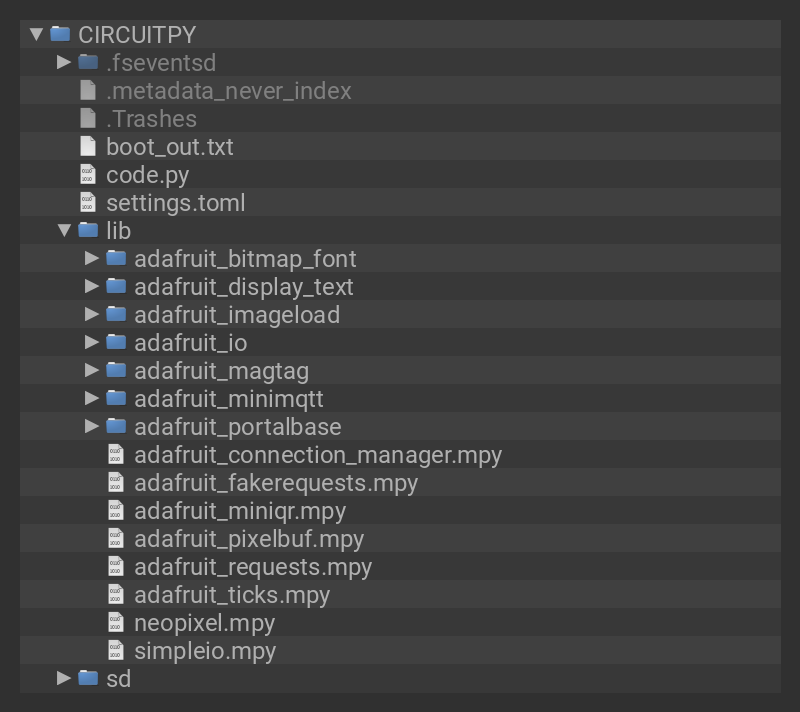 CIRCUITPY
.fseventsd
.metadata_never_index
.Trashes
boot_out.txt
code.py
settings.toml
lib
adafruit_bitmap_font
adafruit_display_text
adafruit_imageload
adafruit_io
adafruit_magtag
adafruit_minimqtt
adafruit_portalbase
adafruit_connection_manager.mpy
adafruit_fakerequests.mpy
adafruit_miniqr.mpy
adafruit_pixelbuf.mpy
adafruit_requests.mpy
adafruit_ticks.mpy
neopixel.mpy
simpleio.mpy
sd